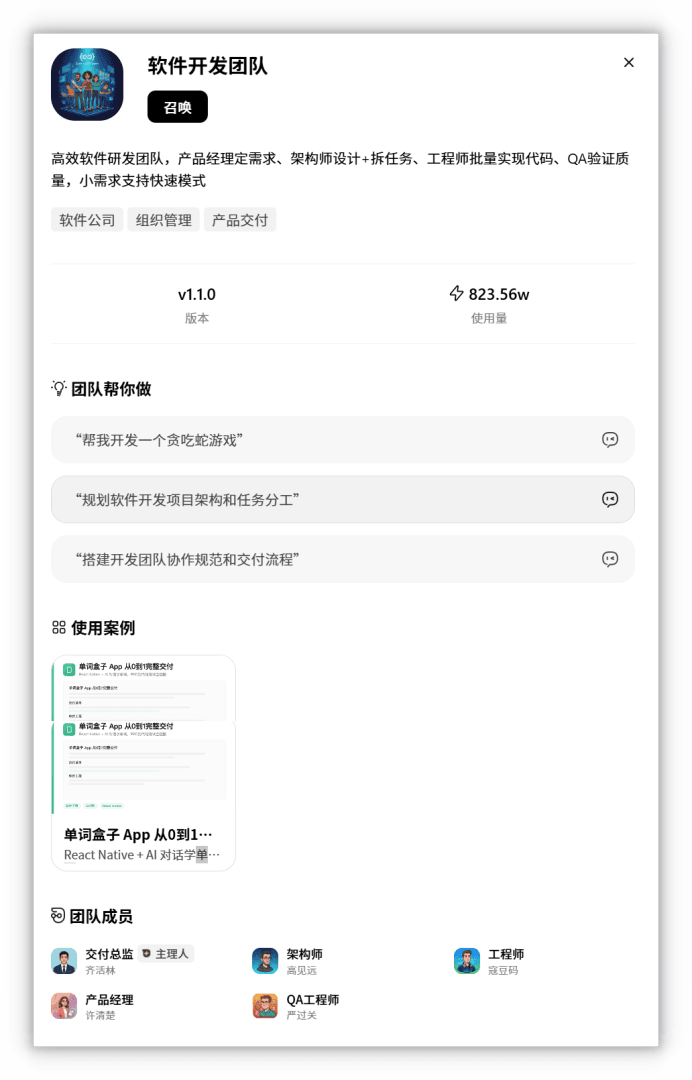 软件开发团队
召唤
高效软件研发团队，产品经理定需求、架构师设计+拆任务、工程师批量实现代码、QA验证质
量，小需求支持快速模式
软件公司 组织管理 产品交付
v1.1.0
版本
823.56w
使用量
团队帮你做
“帮我开发一个贪吃蛇游戏”
“规划软件开发项目架构和任务分工”
“搭建开发团队协作规范和交付流程”
使用案例
单词盒子 App 从0到1完整交付
单词盒子 App 从0到1完整交付
单词盒子 App 从0到1…
React Native + AI 对话学单…
团队成员
交付总监 主理人
齐活林
架构师
高见远
工程师
寇豆码
产品经理
许清楚
QA工程师
严过关